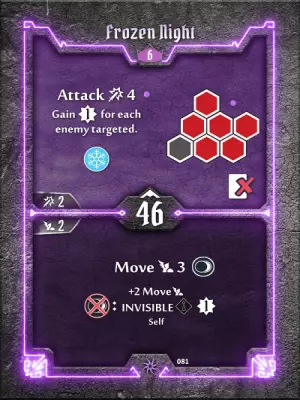 Frozen Night
6
Attack 4
Gain 1 for each
enemy targeted.
2
46
2
Move 3
+2 Move
: INVISIBLE 1
Self
081